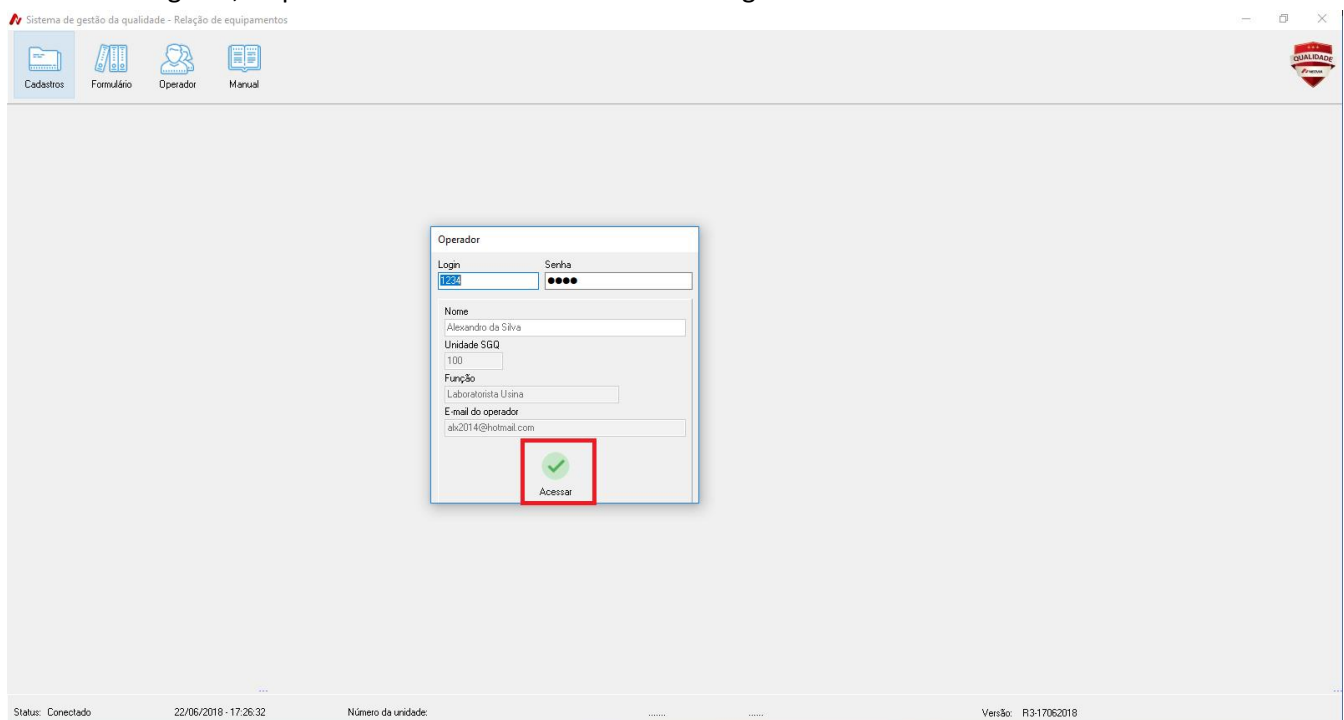 Sistema de gestão da qualidade - Relação de equipamentos
Cadastros Formulário Operador Manual
QUALIDADE
Operador
Login Senha
1234 ●●●●
Nome
Alexandro da Silva
Unidade SGQ
100
Função
Laboratorista Usina
E-mail do operador
alx2014@hotmail.com
Acessar
Status: Conectado 22/06/2018 - 17:26:32 Número da unidade: ....... ...... Versão: R3-17062018